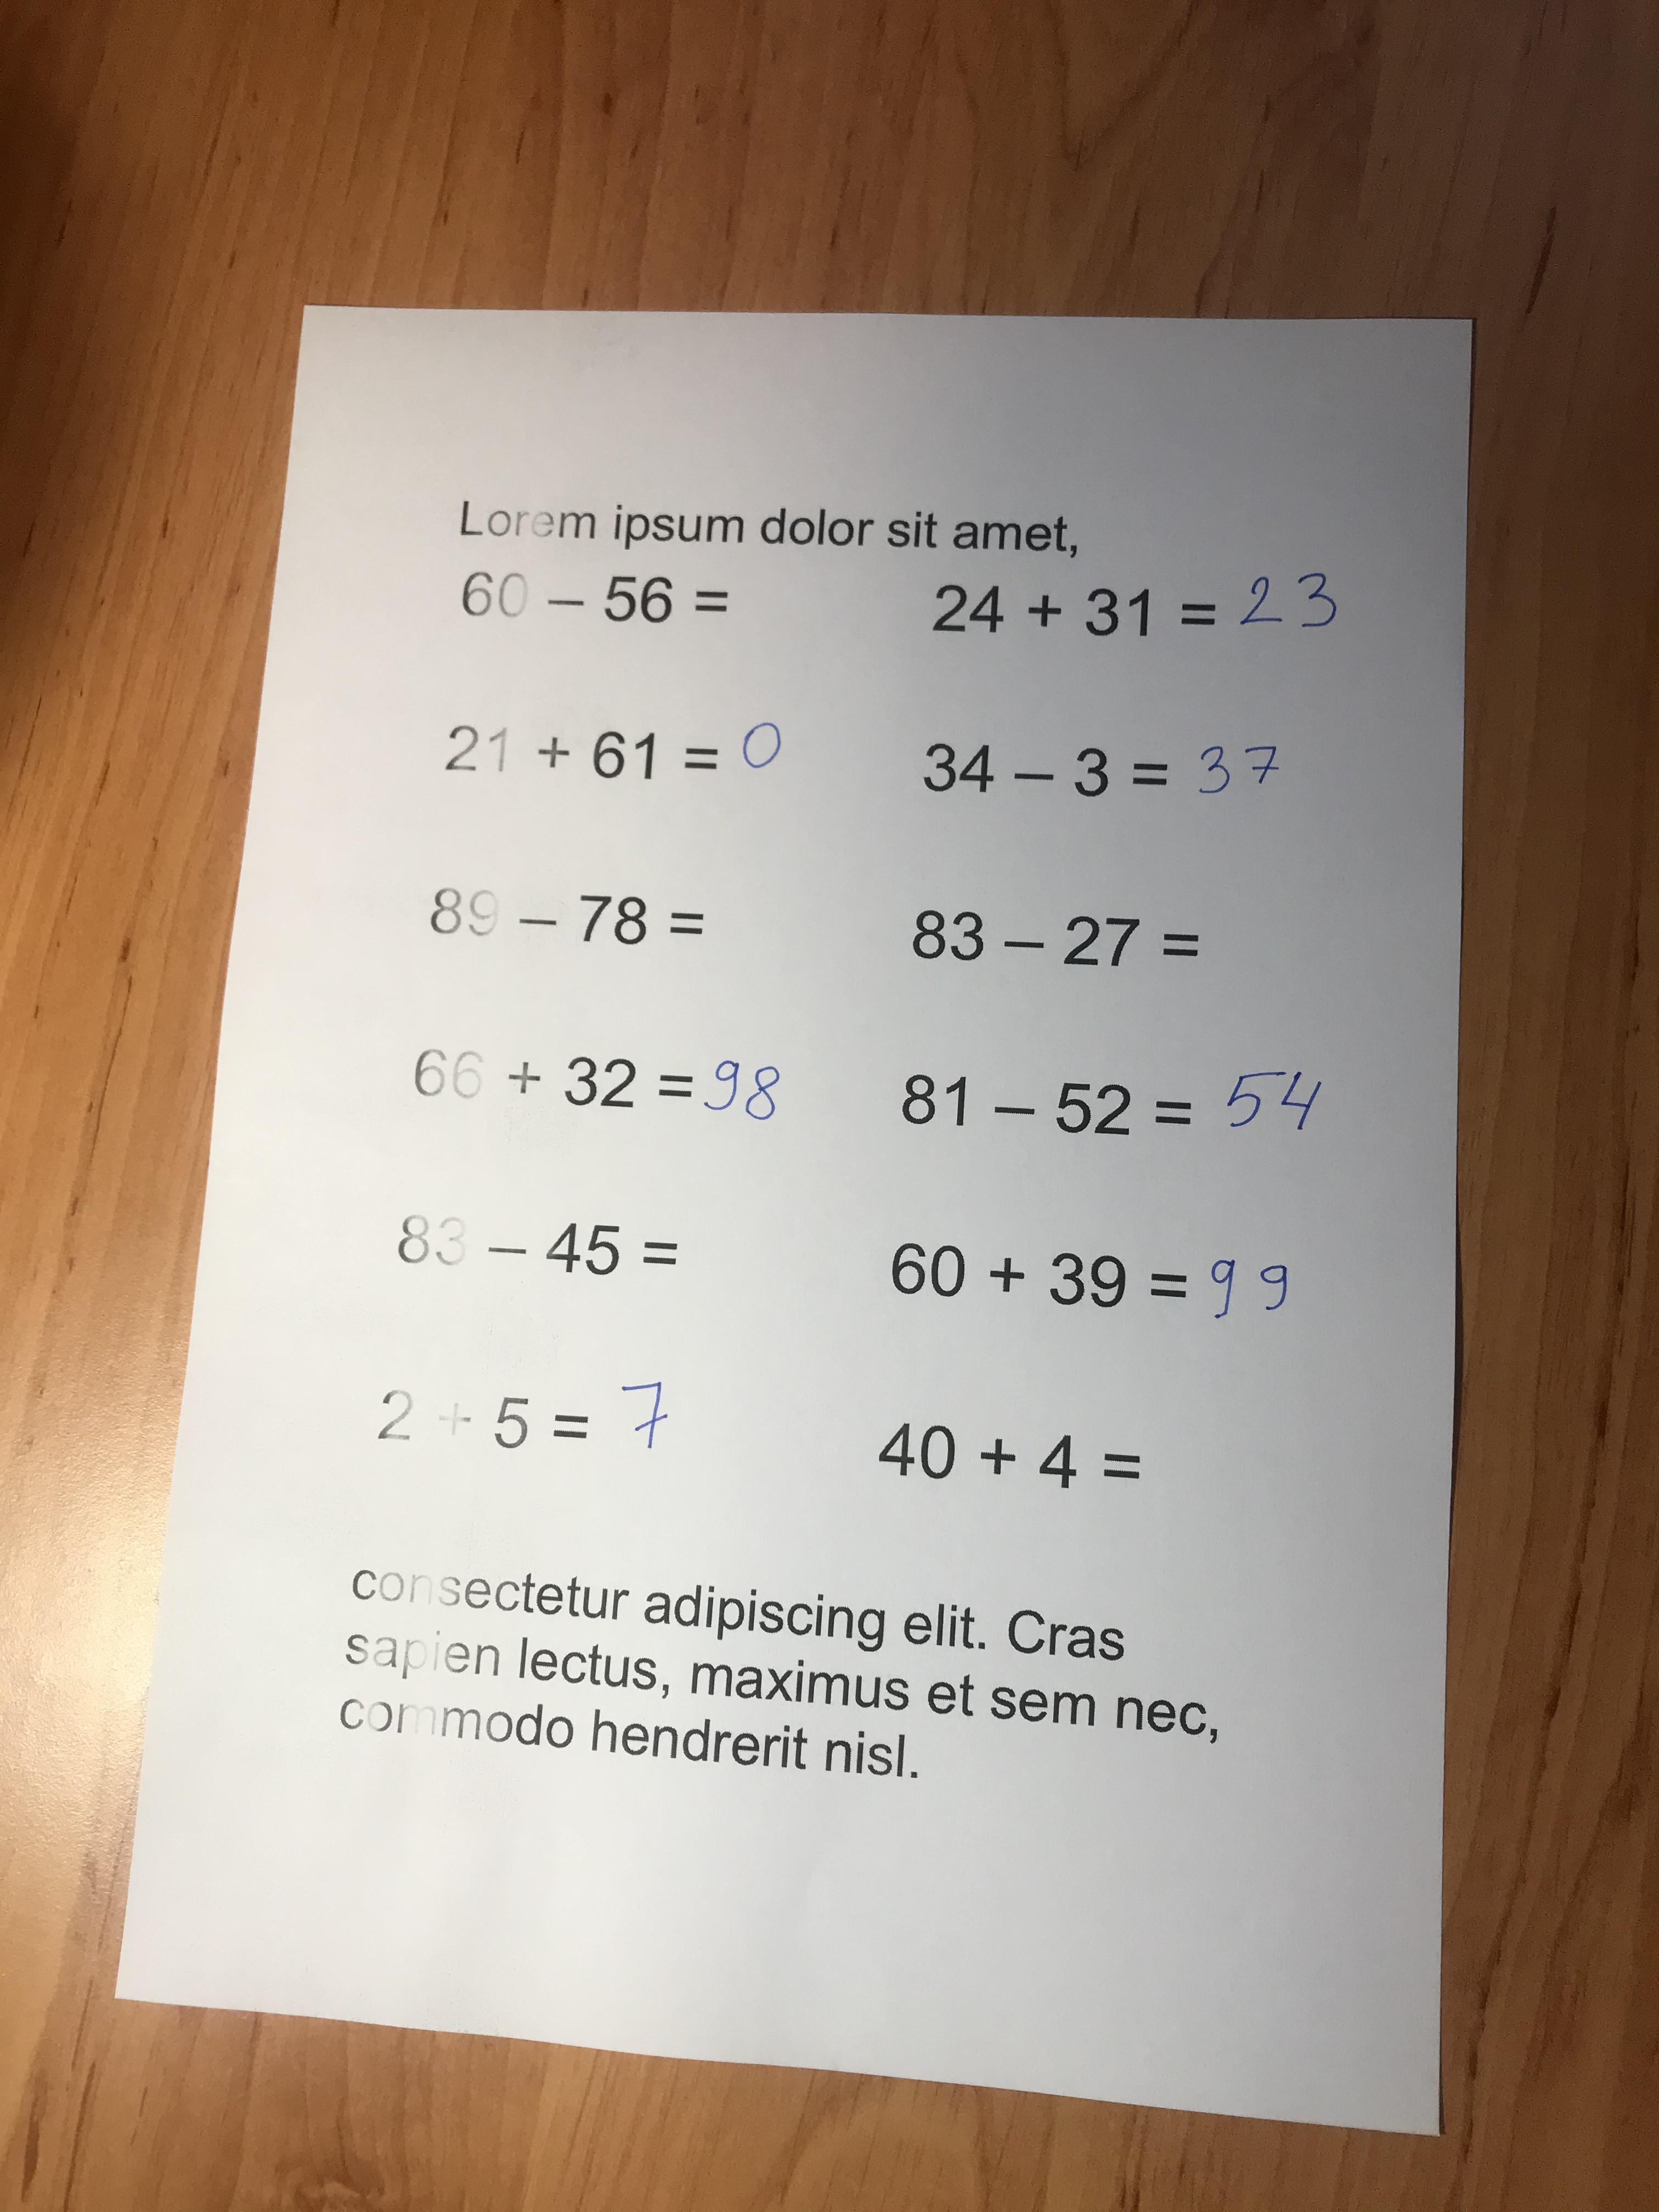 Lorem ipsum dolor sit amet,
60 – 56 = 24 + 31 = 23
21 + 61 = 0 34 – 3 = 37
89 – 78 = 83 – 27 =
66 + 32 = 98 81 – 52 = 54
83 – 45 = 60 + 39 = 99
2 + 5 = 7 40 + 4 =
consectetur adipiscing elit. Cras
sapien lectus, maximus et sem nec,
commodo hendrerit nisl.